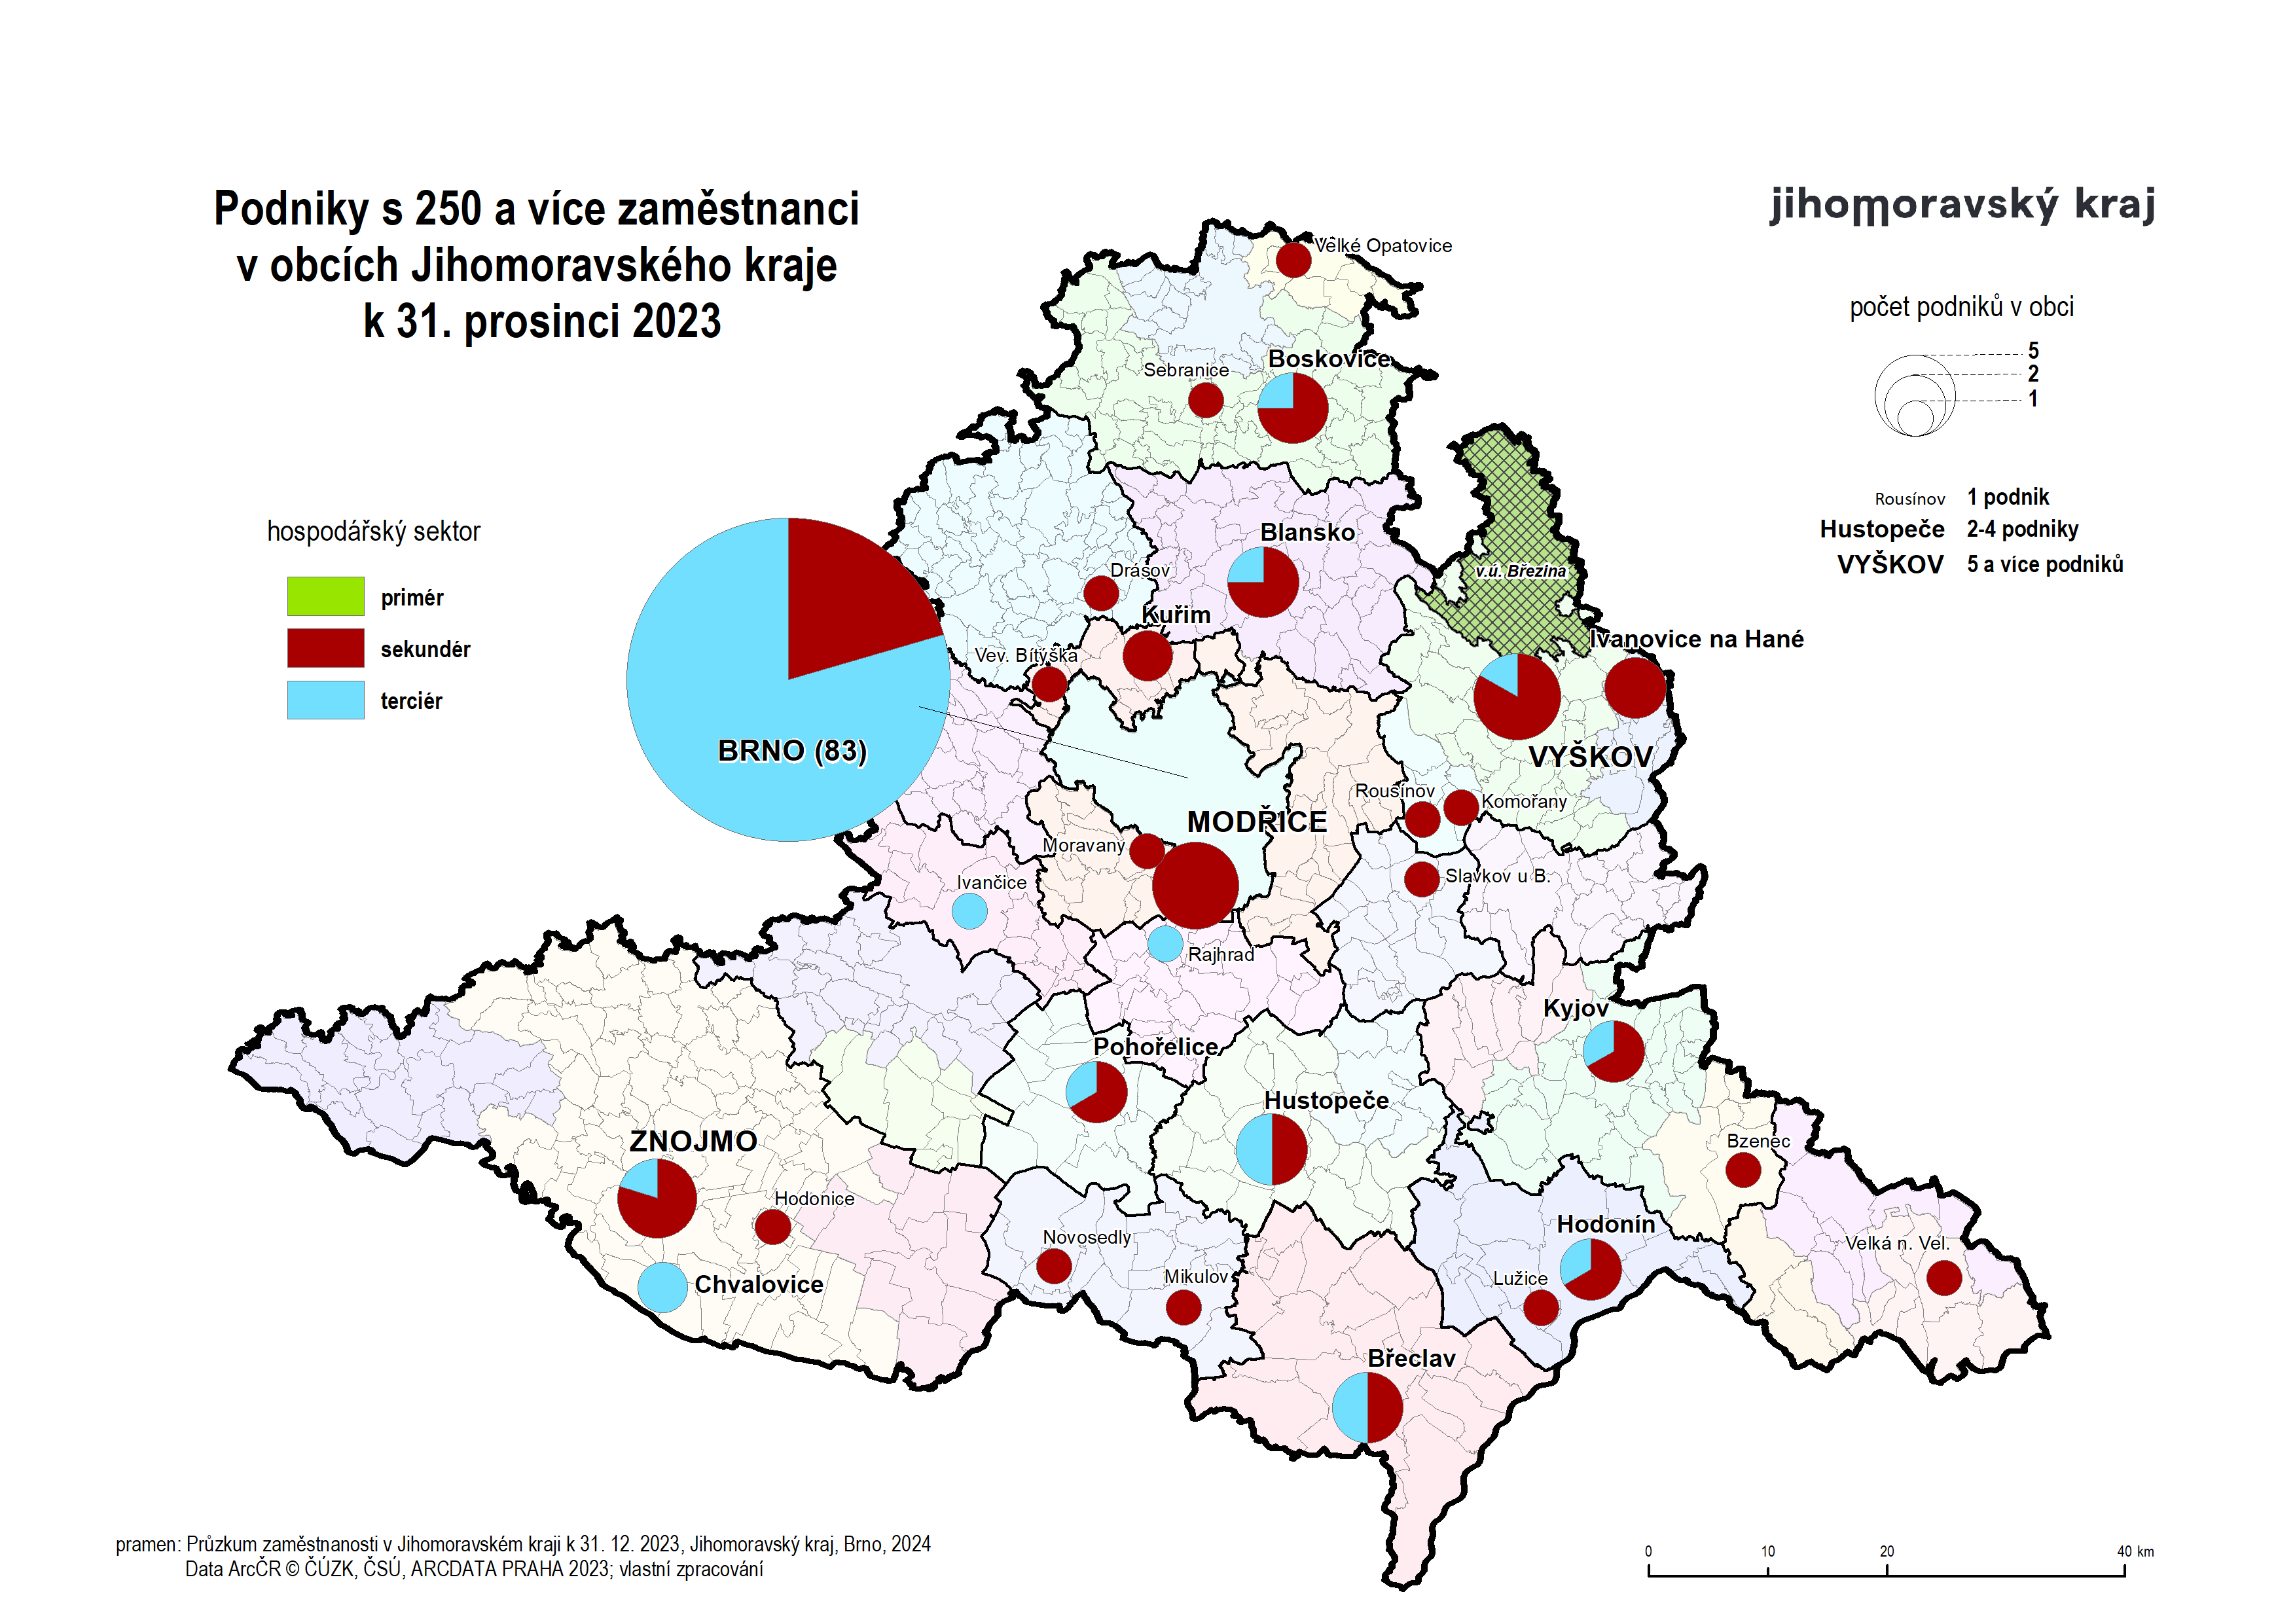 Podniky s 250 a více zaměstnanci
v obcích Jihomoravského kraje
k 31. prosinci 2023
jihomoravský kraj
počet podniků v obci
5
2
1
Rousínov 1 podnik
Hustopeče 2-4 podniky
VYŠKOV 5 a více podniků
hospodářský sektor
primér
sekundér
terciér
Velké Opatovice
Boskovice
Sebranice
Blansko
Drásov
v.ú. Březina
Kuřim
Ivanovice na Hané
Vev. Bítýška
BRNO (83)
VYŠKOV
Rousínov
Komořany
MODŘICE
Moravany
Slavkov u B.
Ivančice
Rajhrad
Kyjov
Pohořelice
Hustopeče
ZNOJMO
Bzenec
Hodonice
Hodonín
Novosedly
Velká n. Vel.
Mikulov
Lužice
Chvalovice
Břeclav
pramen: Průzkum zaměstnanosti v Jihomoravském kraji k 31. 12. 2023, Jihomoravský kraj, Brno, 2024
Data ArcČR © ČÚZK, ČSÚ, ARCDATA PRAHA 2023; vlastní zpracování
0 10 20 40 km